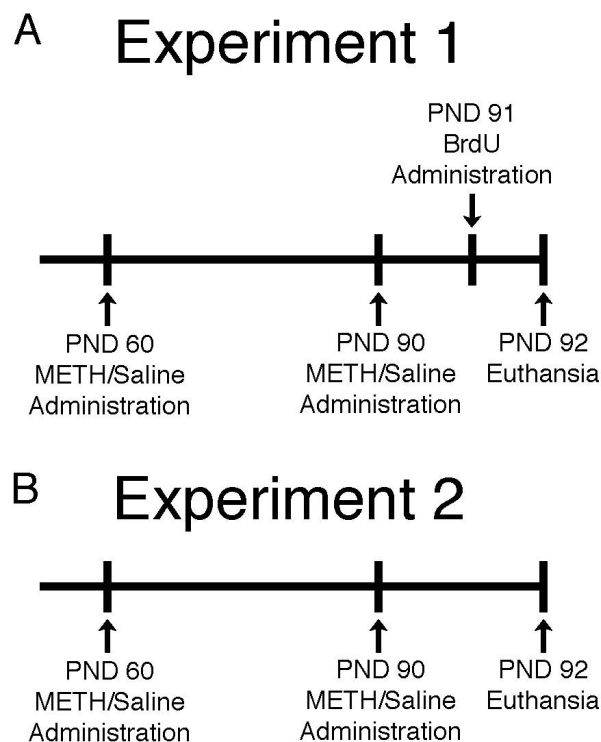 A
Experiment 1
PND 91
BrdU
Administration
PND 60
METH/Saline
Administration
PND 90
METH/Saline
Administration
PND 92
Euthansia
B
Experiment 2
PND 60
METH/Saline
Administration
PND 90
METH/Saline
Administration
PND 92
Euthansia